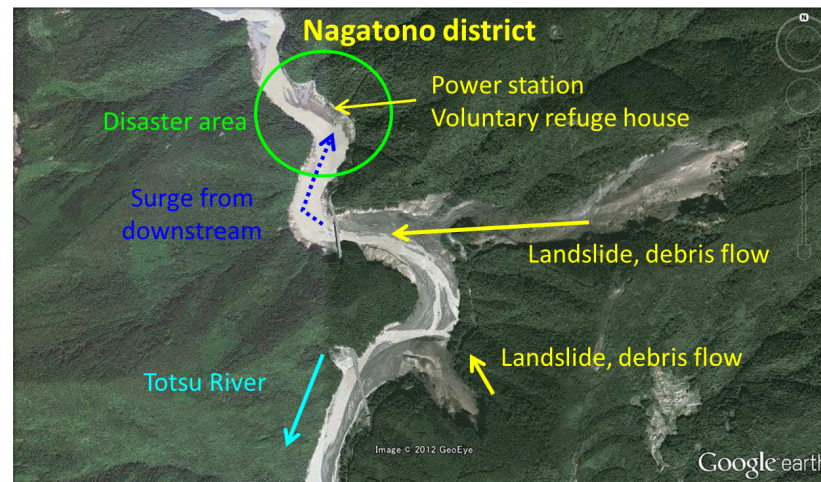 Nagatono district
N
Power station
Voluntary refuge house
Disaster area
Surge from
downstream
Landslide, debris flow
Landslide, debris flow
Totsu River
Image © 2012 GeoEye
Google earth